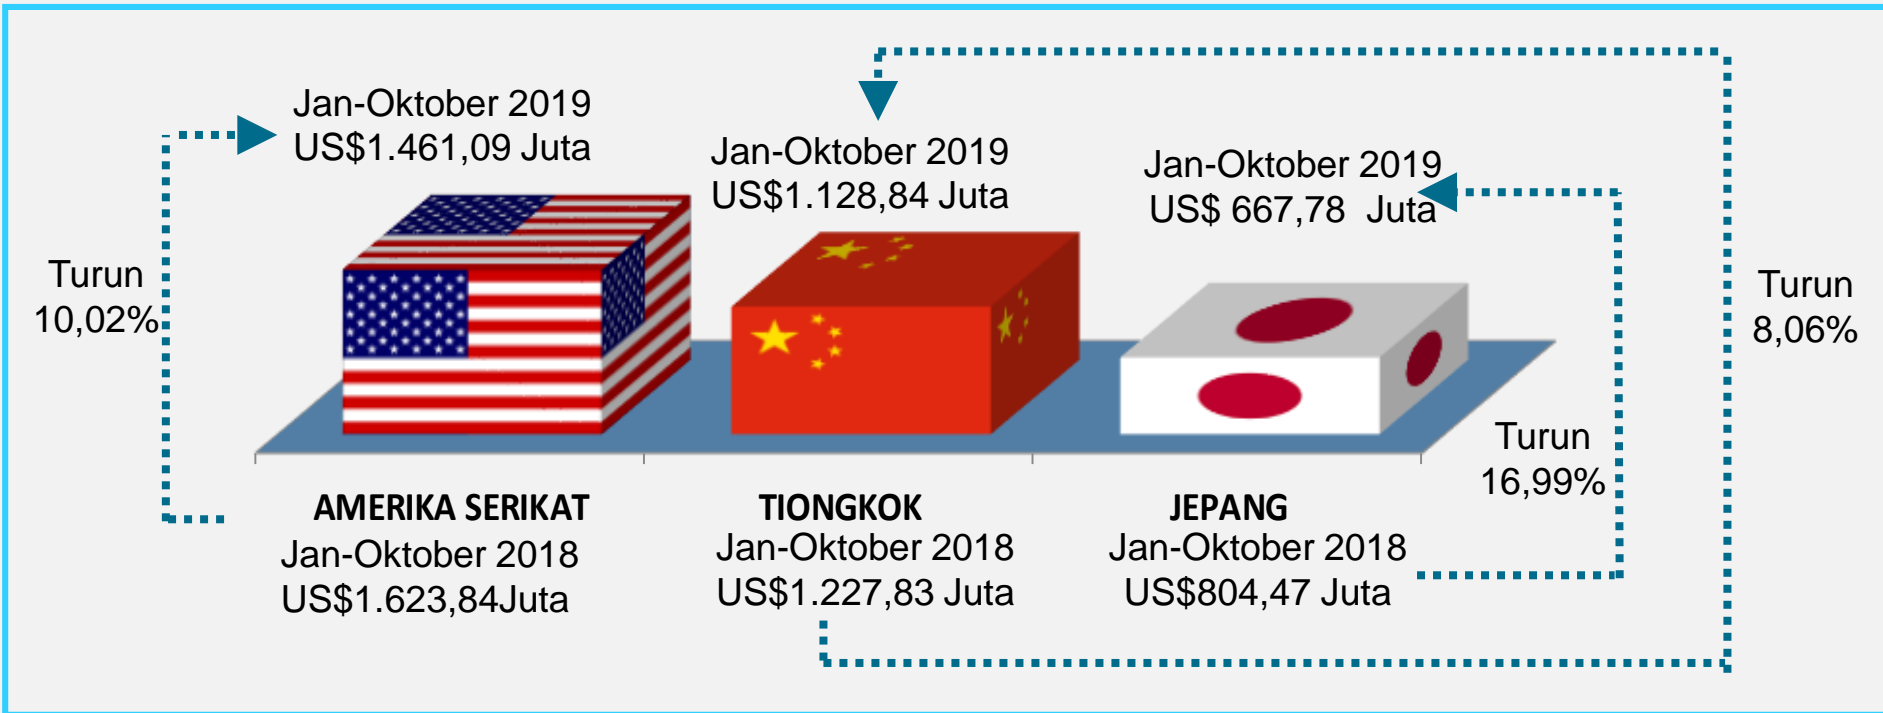 Jan-Oktober 2019
US$1.461,09 Juta
Jan-Oktober 2019
US$1.128,84 Juta
Jan-Oktober 2019
US$ 667,78 Juta
Turun
10,02%
Turun
8,06%
Turun
16,99%
AMERIKA SERIKAT
Jan-Oktober 2018
US$1.623,84Juta
TIONGKOK
Jan-Oktober 2018
US$1.227,83 Juta
JEPANG
Jan-Oktober 2018
US$804,47 Juta